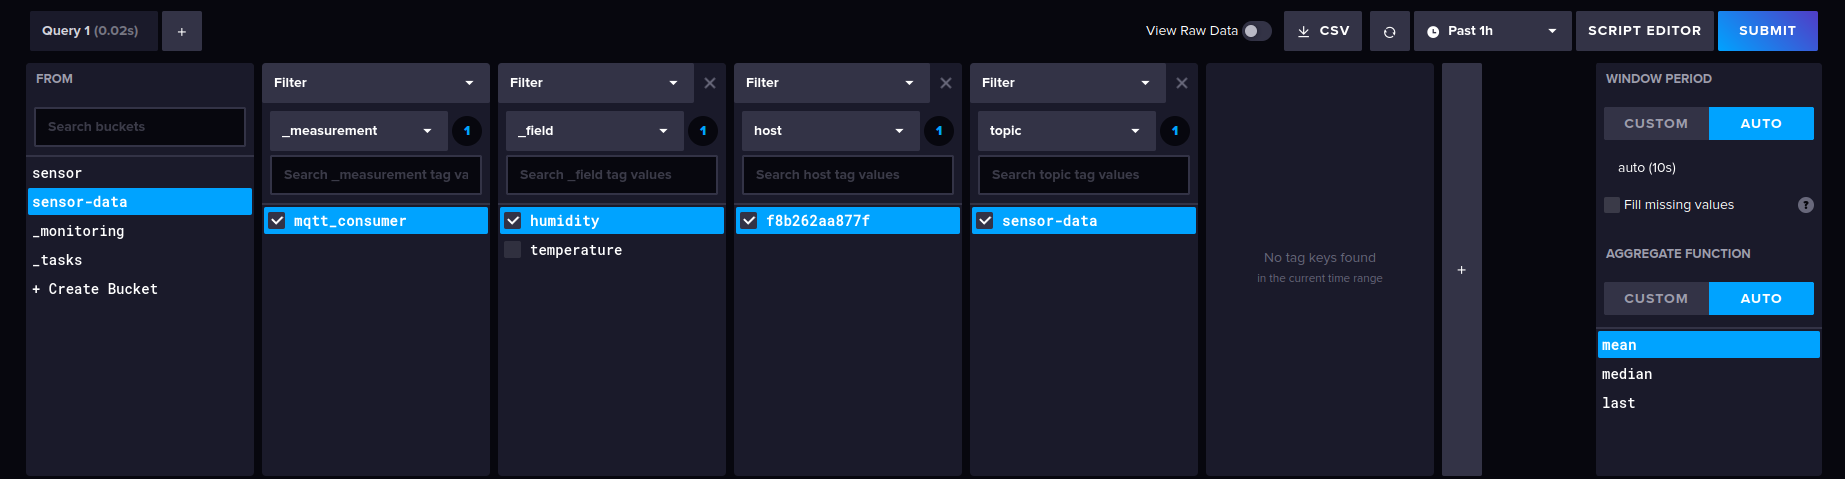 Query 1 (0.02s)
+
View Raw Data
CSV
Past 1h
SCRIPT EDITOR
SUBMIT
FROM
Search buckets
sensor
sensor-data
_monitoring
_tasks
+ Create Bucket
Filter
_measurement
1
Search _measurement tag va
mqtt_consumer
Filter
_field
1
Search _field tag values
humidity
temperature
Filter
host
1
Search host tag values
f8b262aa877f
Filter
topic
1
Search topic tag values
sensor-data
No tag keys found
in the current time range
+
WINDOW PERIOD
CUSTOM AUTO
auto (10s)
Fill missing values ?
AGGREGATE FUNCTION
CUSTOM AUTO
mean
median
last